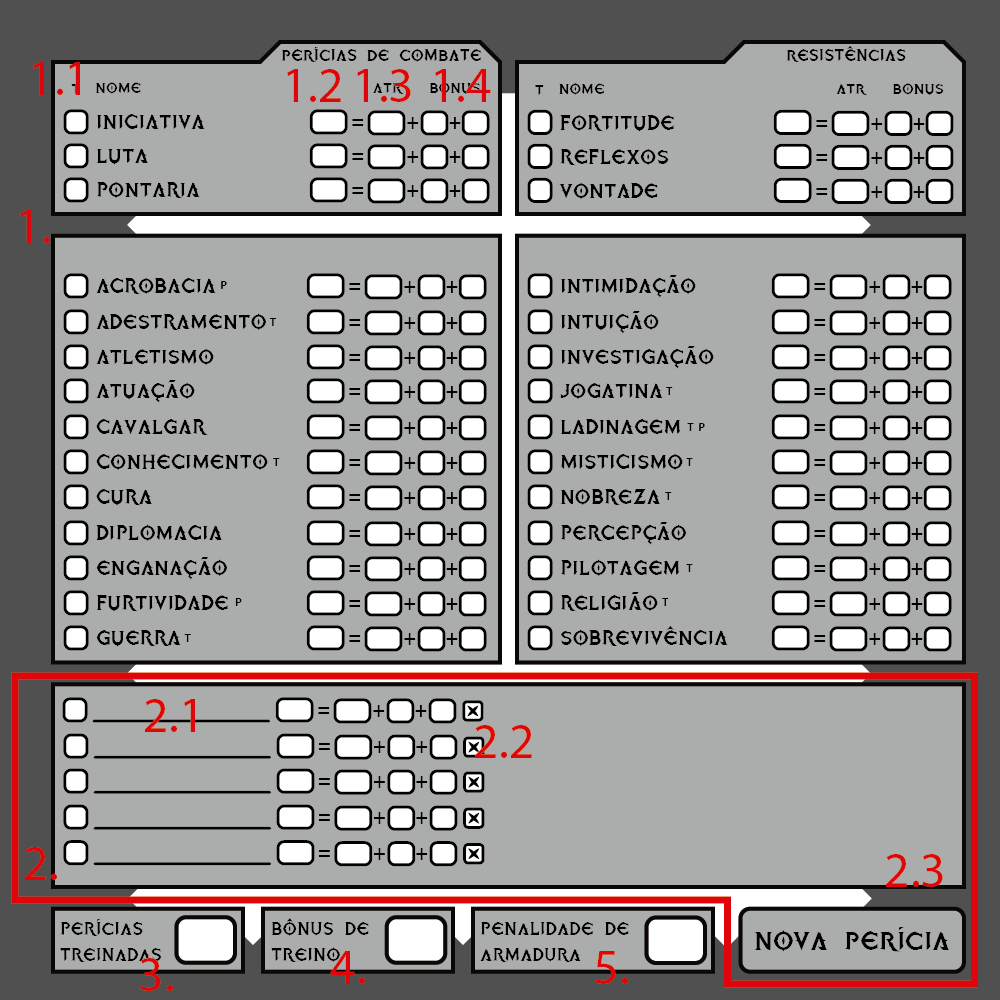 PERÍCIAS DE COMBATE
1.1 T NOME 1.2 1.3 ATR 1.4 BONUS
INICIATIVA = + +
LUTA = + +
PONTARIA = + +
RESISTÊNCIAS
T NOME ATR BONUS
FORTITUDE = + +
REFLEXOS = + +
VONTADE = + +
1.
ACROBACIA P = + +
ADESTRAMENTO T = + +
ATLETISMO = + +
ATUAÇÃO = + +
CAVALGAR = + +
CONHECIMENTO T = + +
CURA = + +
DIPLOMACIA = + +
ENGANAÇÃO = + +
FURTIVIDADE P = + +
GUERRA T = + +
INTIMIDAÇÃO = + +
INTUIÇÃO = + +
INVESTIGAÇÃO = + +
JOGATINA T = + +
LADINAGEM T P = + +
MISTICISMO T = + +
NOBREZA T = + +
PERCEPÇÃO = + +
PILOTAGEM T = + +
RELIGIÃO T = + +
SOBREVIVÊNCIA = + +
2.1 = + +
= + + 2.2
= + +
= + +
= + +
2.
2.3
PERÍCIAS
TREINADAS
3.
BÔNUS DE
TREINO
4.
PENALIDADE DE
ARMADURA
5.
NOVA PERÍCIA